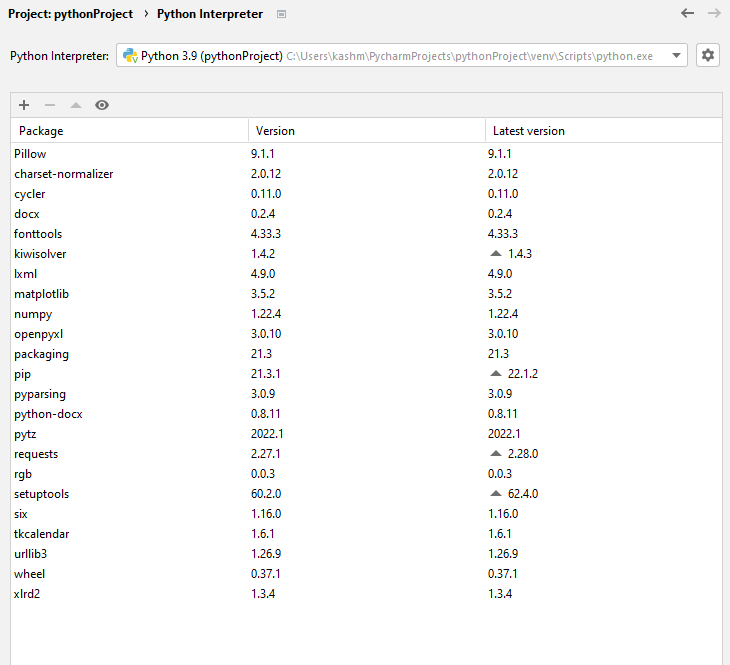 Project: pythonProject › Python Interpreter
Python Interpreter: Python 3.9 (pythonProject) C:\Users\kashm\PycharmProjects\pythonProject\venv\Scripts\python.exe
Package Version Latest version
Pillow 9.1.1 9.1.1
charset-normalizer 2.0.12 2.0.12
cycler 0.11.0 0.11.0
docx 0.2.4 0.2.4
fonttools 4.33.3 4.33.3
kiwisolver 1.4.2 1.4.3
lxml 4.9.0 4.9.0
matplotlib 3.5.2 3.5.2
numpy 1.22.4 1.22.4
openpyxl 3.0.10 3.0.10
packaging 21.3 21.3
pip 21.3.1 22.1.2
pyparsing 3.0.9 3.0.9
python-docx 0.8.11 0.8.11
pytz 2022.1 2022.1
requests 2.27.1 2.28.0
rgb 0.0.3 0.0.3
setuptools 60.2.0 62.4.0
six 1.16.0 1.16.0
tkcalendar 1.6.1 1.6.1
urllib3 1.26.9 1.26.9
wheel 0.37.1 0.37.1
xlrd2 1.3.4 1.3.4